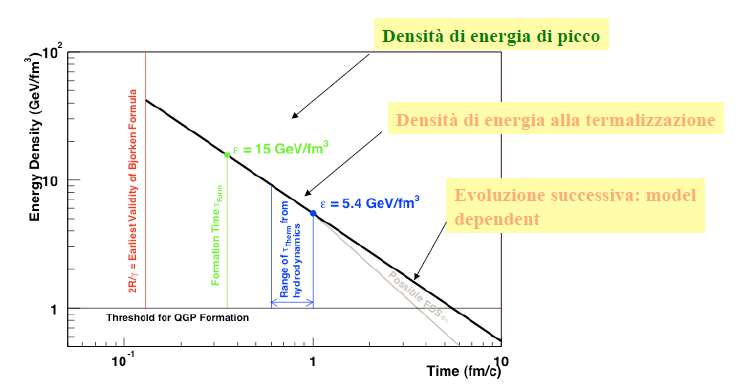 Densità di energia di picco
Densità di energia alla termalizzazione
Evoluzione successiva: model
dependent
Energy Density (GeV/fm³)
10²
10
1
2R/γ = Earliest Validity of Bjorken Formula
ε = 15 GeV/fm³
Formation Time τForm
ε = 5.4 GeV/fm³
Range of τTherm from
hydrodynamics
Possible EOS
Threshold for QGP Formation
10⁻¹
1
10
Time (fm/c)